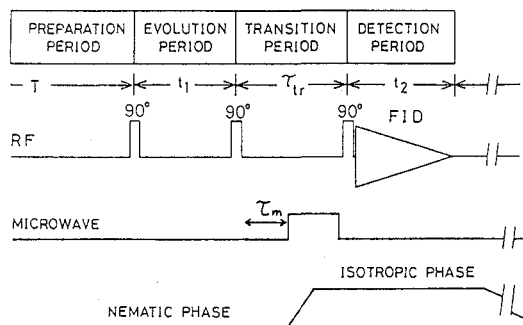 PREPARATION PERIOD
EVOLUTION PERIOD
TRANSITION PERIOD
DETECTION PERIOD
T
t1
τtr
t2
90°
90°
90°
FID
RF
τm
MICROWAVE
ISOTROPIC PHASE
NEMATIC PHASE